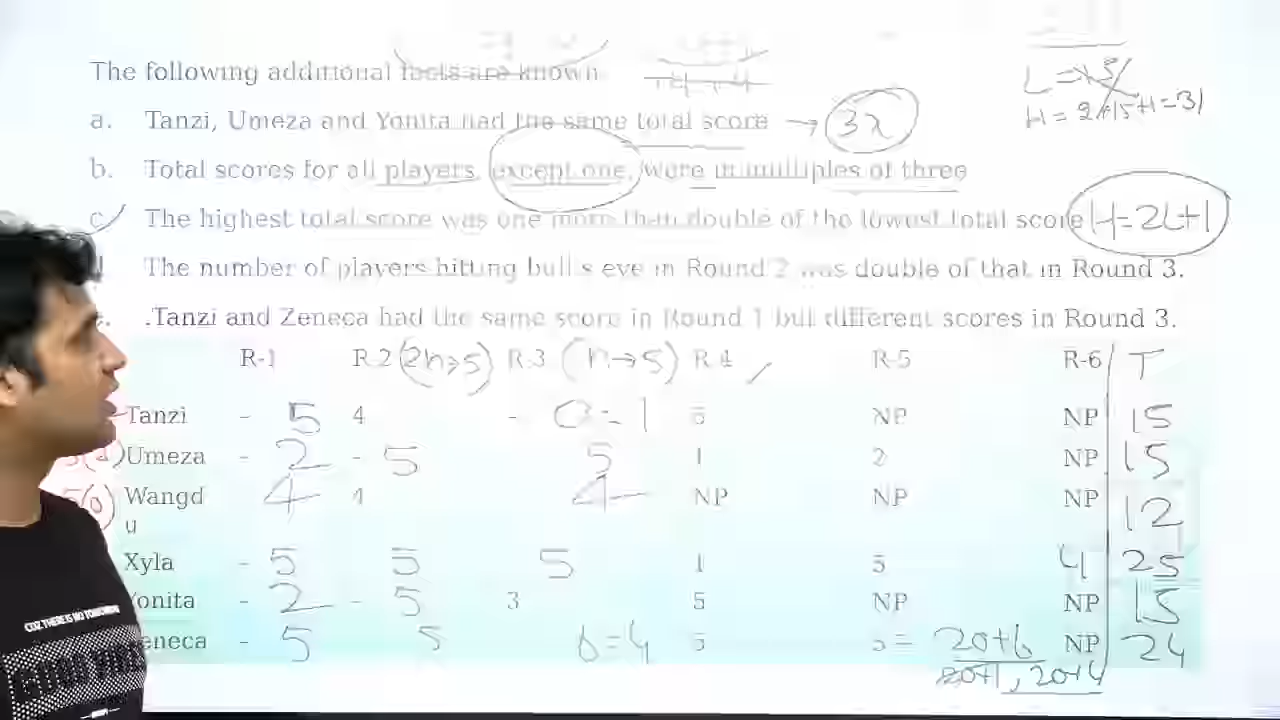 L = 15
H = 2*15+1=31
The following additional facts are known
a. Tanzi, Umeza and Yonita had the same total score → 3x
b. Total scores for all players, except one, were in multiples of three
c. The highest total score was one more than double of the lowest total score H=2L+1
The number of players hitting bull s eve in Round 2 was double of that in Round 3.
.Tanzi and Zeneca had the same score in Round 1 but different scores in Round 3.
R-1 R-2 (2n→5) R-3 (n→5) R-4 R-5 R-6 T
Tanzi - 5 4 - a=1 5 NP NP 15
Umeza - 2 - 5 5 1 2 NP 15
Wangd 4 4 4 NP NP NP 12
u
Xyla - 5 5 5 1 5 4 25
Yonita - 2 - 5 3 5 NP NP 15
Zeneca - 5 5 b=4 5 5 = 20+b NP 24
20+1, 20+4